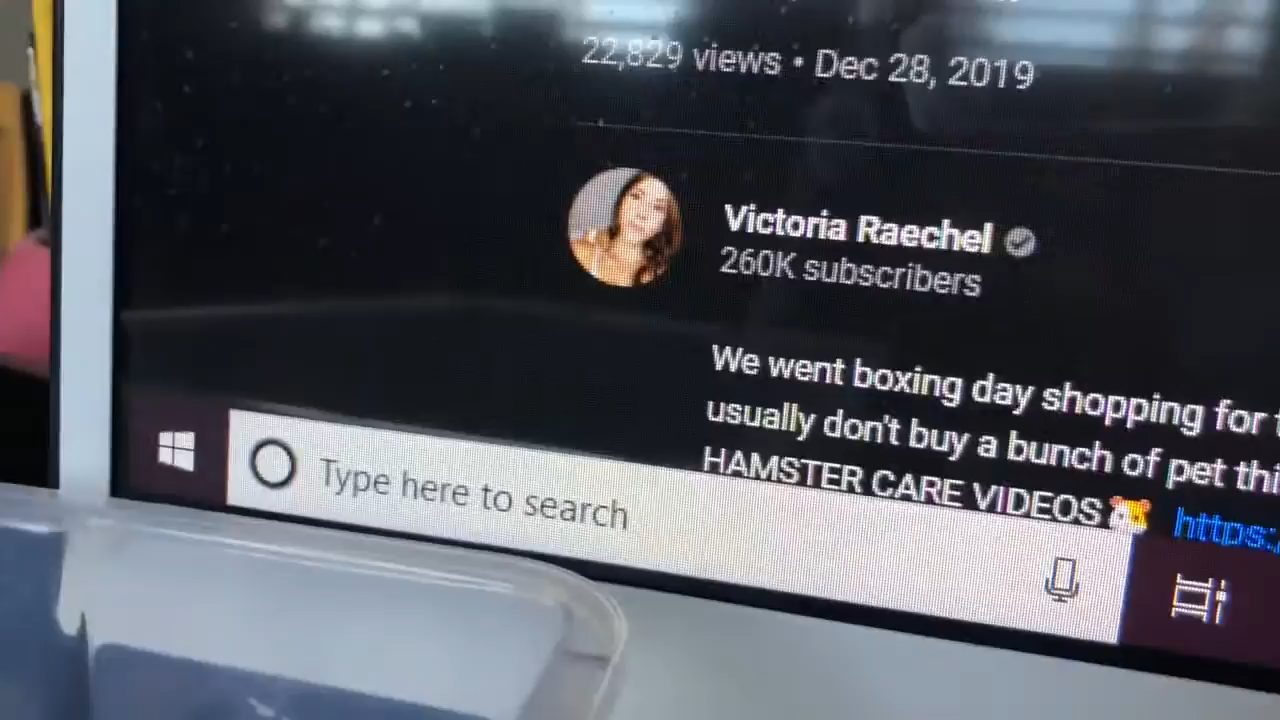 22,829 views • Dec 28, 2019
Victoria Raechel
260K subscribers
We went boxing day shopping for
usually don't buy a bunch of pet
HAMSTER CARE VIDEOS🐹 https:
Type here to search